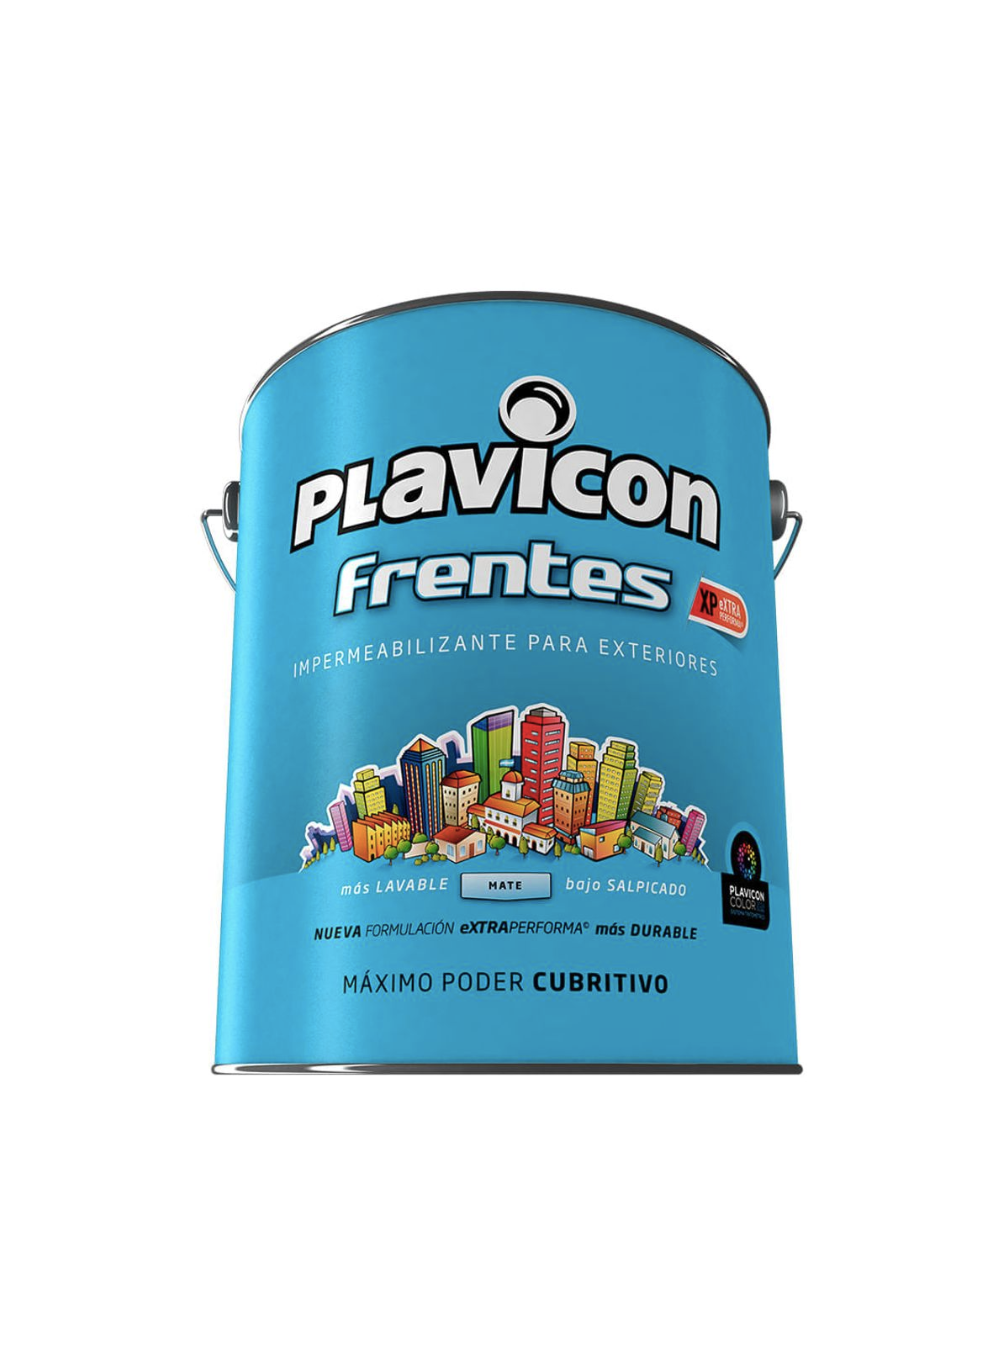 PLavicon
Frentes
XP eXTRA
PERFORMA
IMPERMEABILIZANTE PARA EXTERIORES
más LAVABLE MATE bajo SALPICADO
PLAVICON
COLOR
NUEVA FORMULACIÓN eXTRAPERFORMA© más DURABLE
MÁXIMO PODER CUBRITIVO